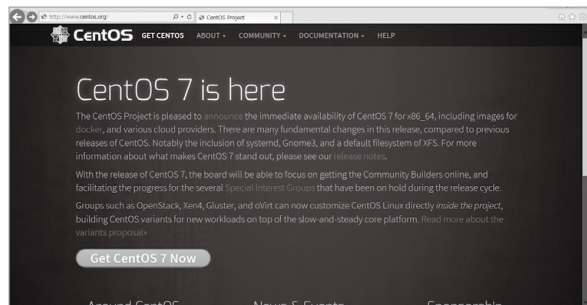 http://www.centos.org/
CentOS Project
CentOS GET CENTOS ABOUT COMMUNITY DOCUMENTATION HELP
CentOS 7 is here
The CentOS Project is pleased to announce the immediate availability of CentOS 7 for x86_64, including images for
docker, and various cloud providers. There are many fundamental changes in this release, compared to previous
releases of CentOS. Notably the inclusion of systemd, Gnome3, and a default filesystem of XFS. For more
information about what makes CentOS 7 stand out, please see our release notes.
With the release of CentOS 7, the board will be able to focus on getting the Community Builders online, and
facilitating the progress for the several Special Interest Groups that have been on hold during the release cycle.
Groups such as OpenStack, Xen4, Gluster, and oVirt can now customize CentOS Linux directly inside the project,
building CentOS variants for new workloads on top of the slow-and-steady core platform. Read more about the
variants proposal»
Get CentOS 7 Now
Around CentOS News & Events Sponsorship